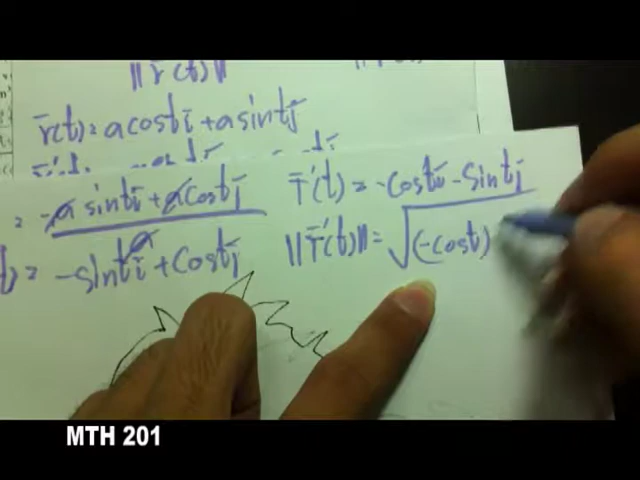 ‖r̄'(t)‖
r̄(t)= a cost ī + a sint j̄
= -a sint ī + a cost j̄
a
t)= -sint ī + cost j̄
T̄'(t) = -cost ī - sint j̄
‖T̄'(t)‖ = √(-cost)
MTH 201